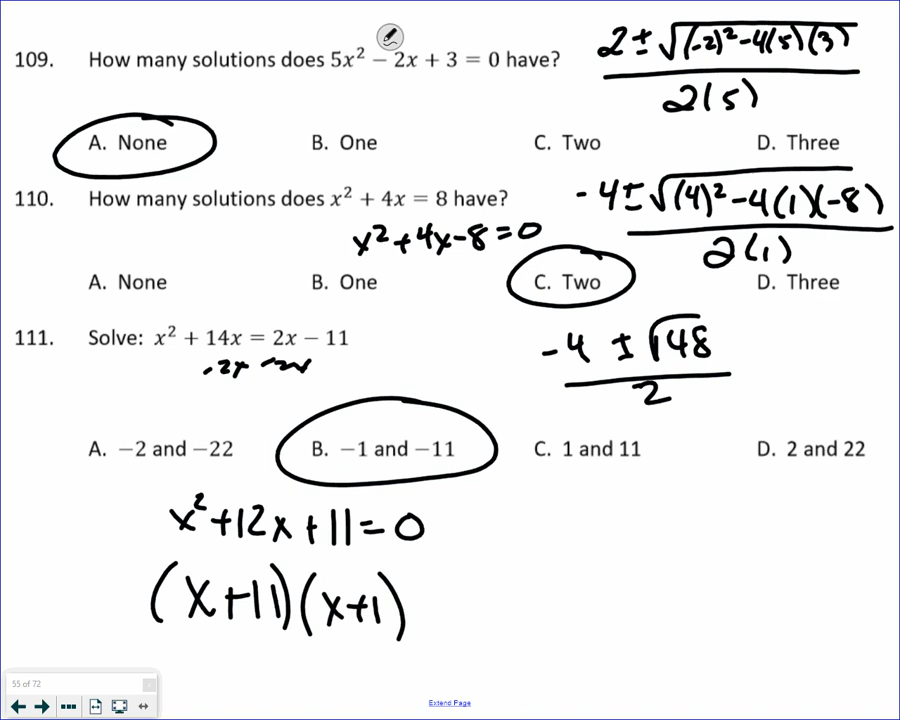 109. How many solutions does 5x² − 2x + 3 = 0 have?
2 ± √(-2)² - 4(5)(3)
2(5)
A. None B. One C. Two D. Three
110. How many solutions does x² + 4x = 8 have?
- 4 ± √(4)² - 4(1)(-8)
2(1)
x² + 4x - 8 = 0
A. None B. One C. Two D. Three
111. Solve: x² + 14x = 2x − 11
-2x -2x
-4 ± √48
2
A. −2 and −22 B. −1 and −11 C. 1 and 11 D. 2 and 22
x² + 12x + 11 = 0
(x + 11)(x + 1)
55 of 72
Extend Page